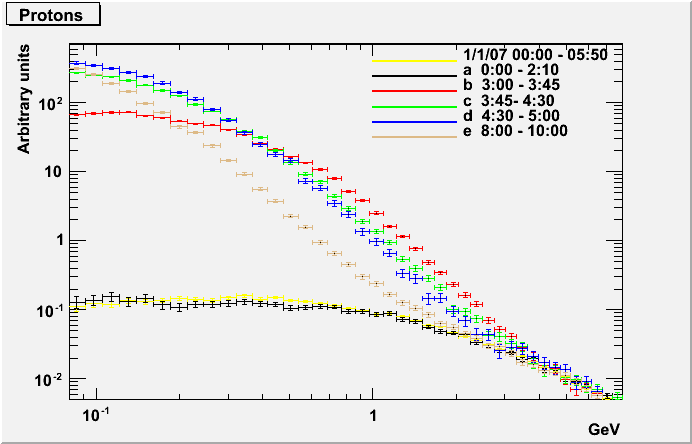 Protons
Arbitrary units
10²
10
1
10⁻¹
10⁻²
1/1/07 00:00 - 05:50
a 0:00 - 2:10
b 3:00 - 3:45
c 3:45- 4:30
d 4:30 - 5:00
e 8:00 - 10:00
10⁻¹
1
GeV